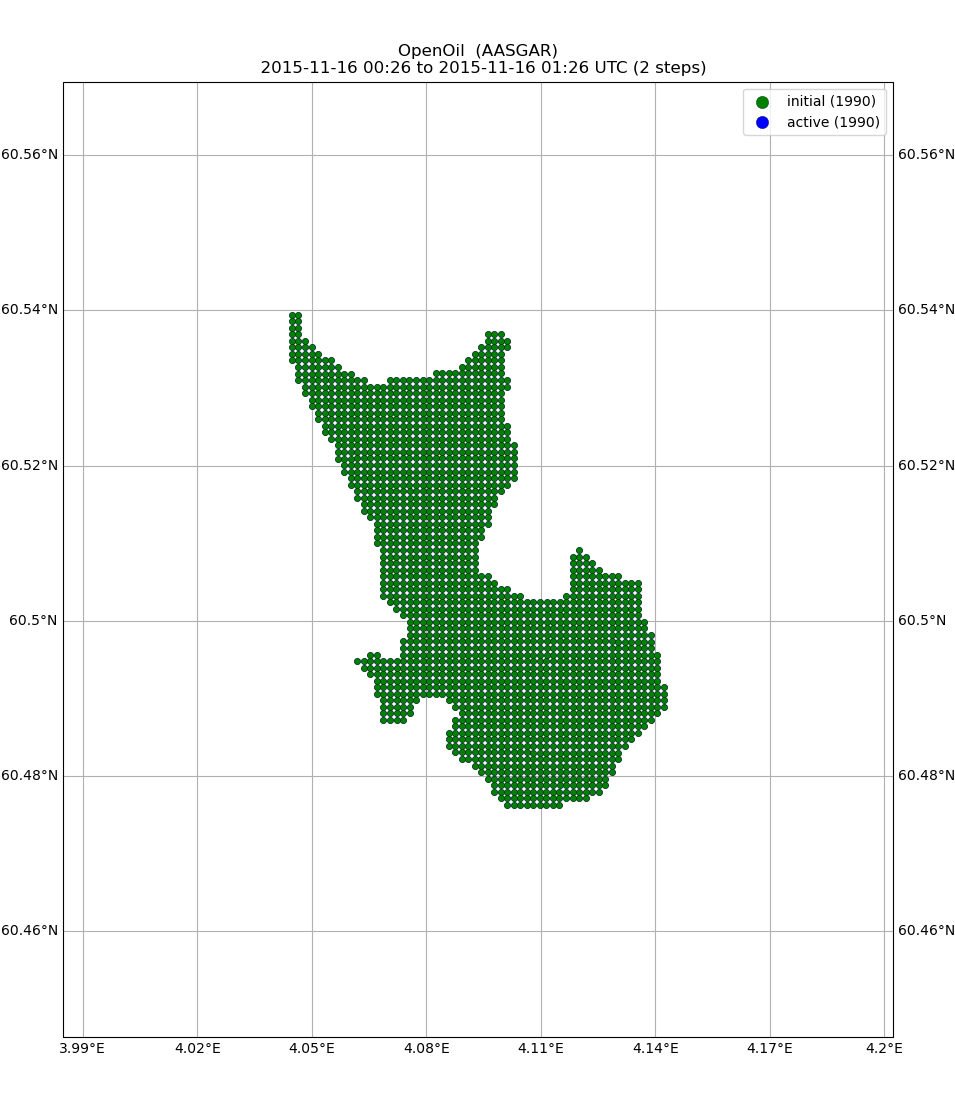 OpenOil  (AASGAR)
2015-11-16 00:26 to 2015-11-16 01:26 UTC (2 steps)
initial (1990)
active (1990)
60.56°N 60.56°N
60.54°N 60.54°N
60.52°N 60.52°N
60.5°N 60.5°N
60.48°N 60.48°N
60.46°N 60.46°N
3.99°E 4.02°E 4.05°E 4.08°E 4.11°E 4.14°E 4.17°E 4.2°E